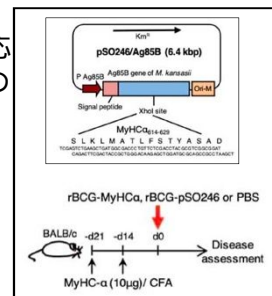 Kmᴿ
pSO246/Ag85B (6.4 kbp)
P Ag85B
Ag85B gene of M. kansasii
Ori-M
Signal peptide
XhoI site
MyHCα₆₁₄₋₆₂₉
S L K L M A T L F S T Y A S A D
rBCG-MyHCα, rBCG-pSO246 or PBS
BALB/c
-d21
-d14
d0
Disease
assessment
MyHC-α (10μg)/ CFA